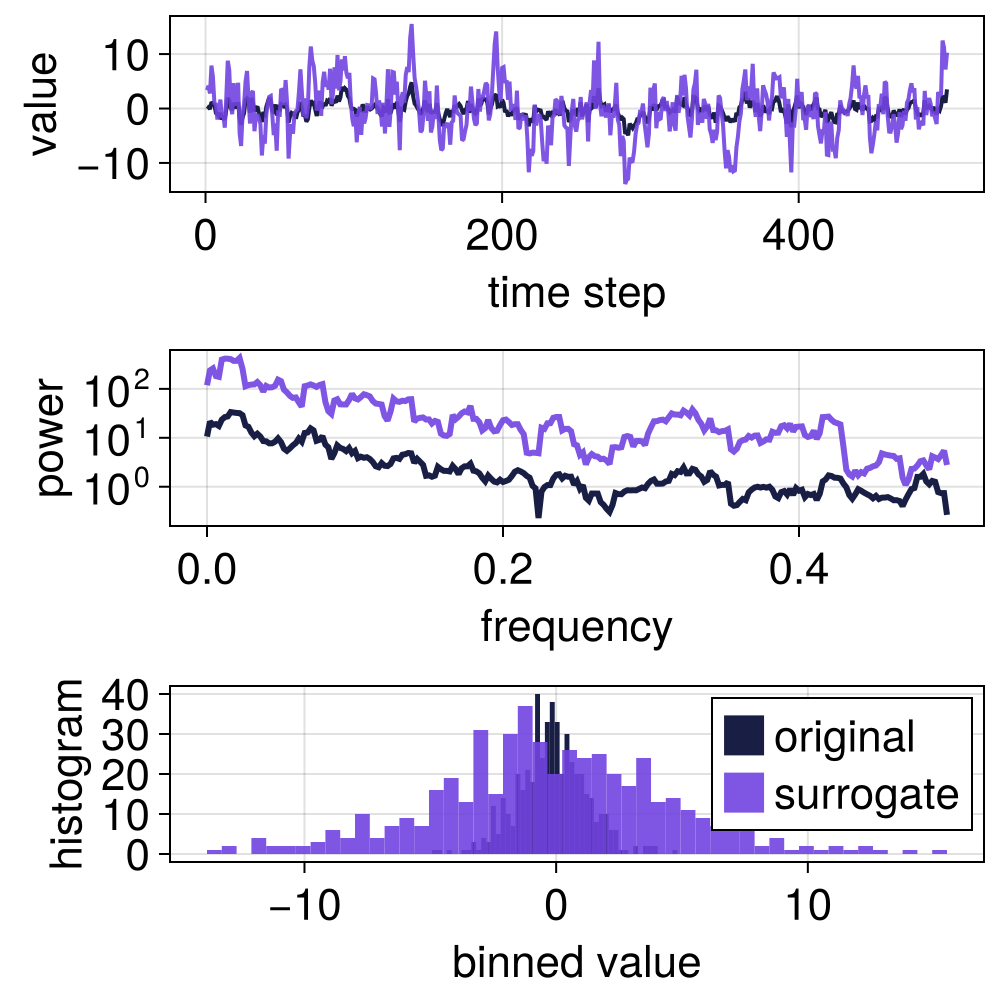 value
10
0
−10
0 200 400
time step
power
10²
10¹
10⁰
0.0 0.2 0.4
frequency
histogram
40
30
20
10
0
original
surrogate
−10 0 10
binned value